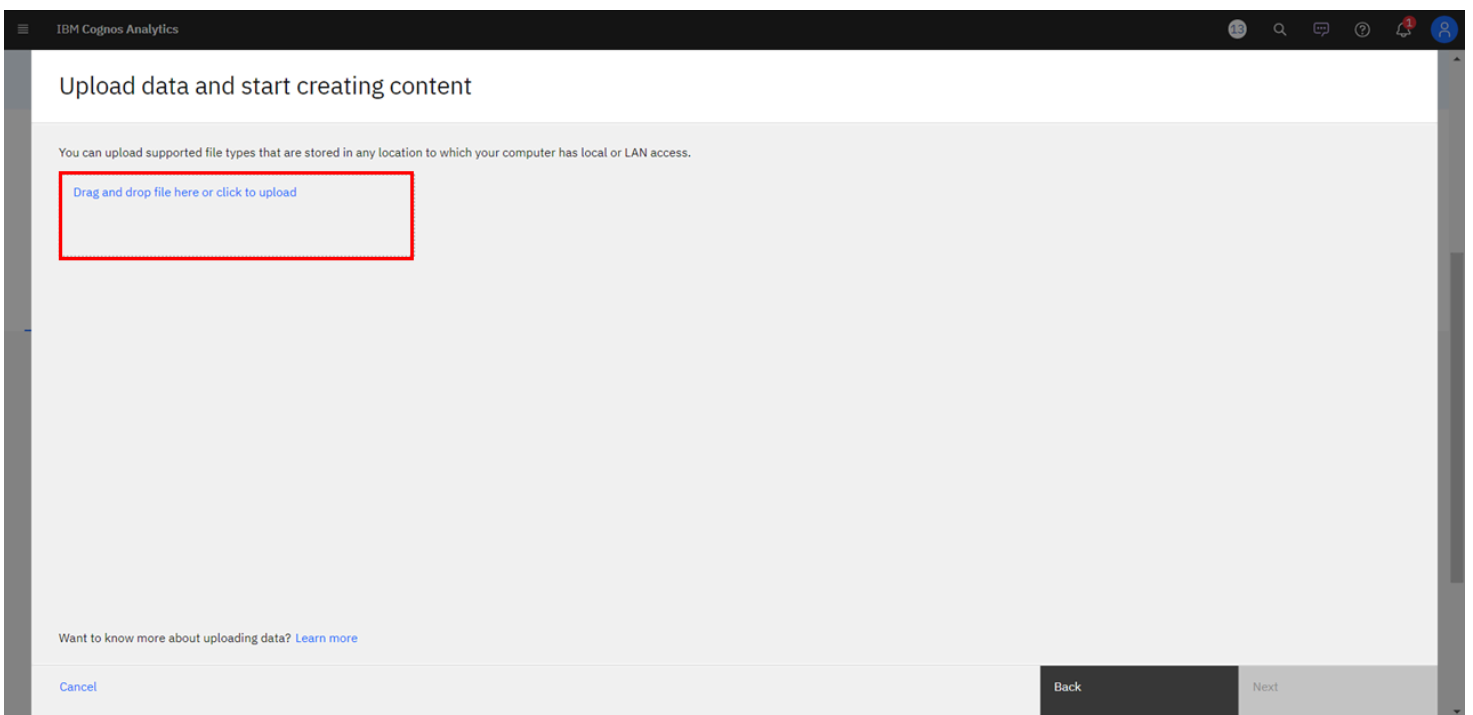 IBM Cognos Analytics
13
1
Upload data and start creating content
You can upload supported file types that are stored in any location to which your computer has local or LAN access.
Drag and drop file here or click to upload
Want to know more about uploading data? Learn more
Cancel
Back
Next